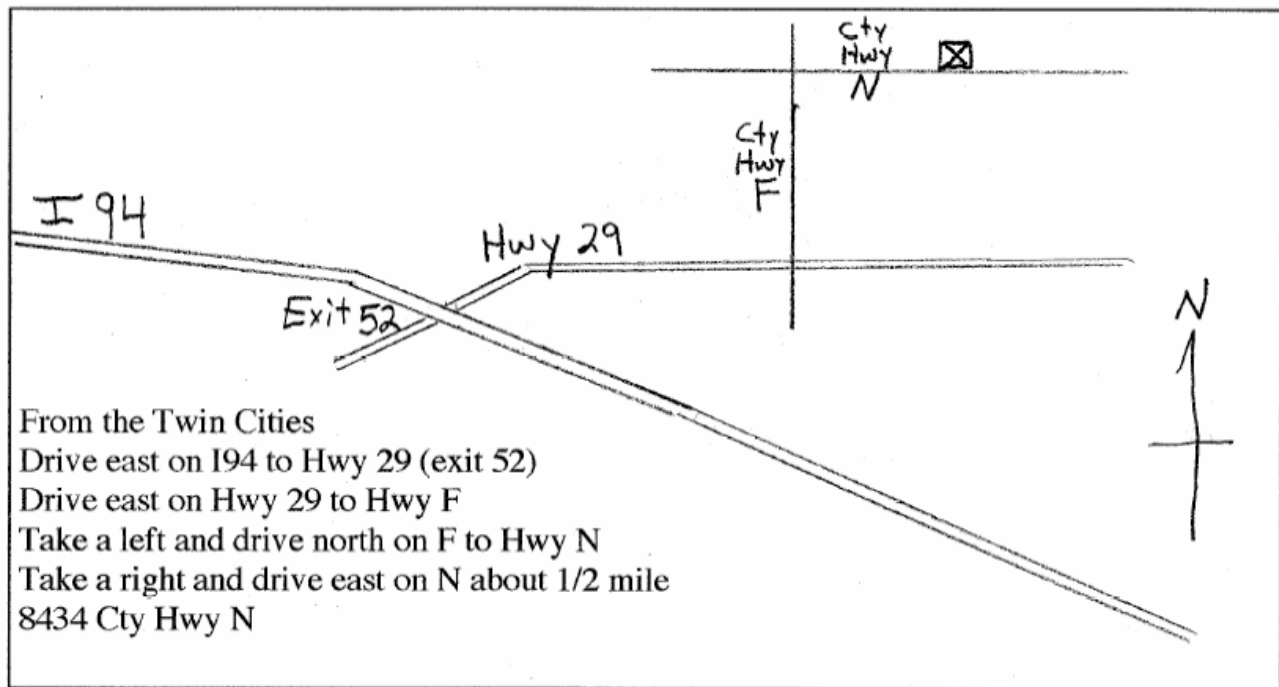 Cty
Hwy
N
Cty
Hwy
F
I 94
Hwy 29
Exit 52
N
From the Twin Cities
Drive east on I94 to Hwy 29 (exit 52)
Drive east on Hwy 29 to Hwy F
Take a left and drive north on F to Hwy N
Take a right and drive east on N about 1/2 mile
8434 Cty Hwy N